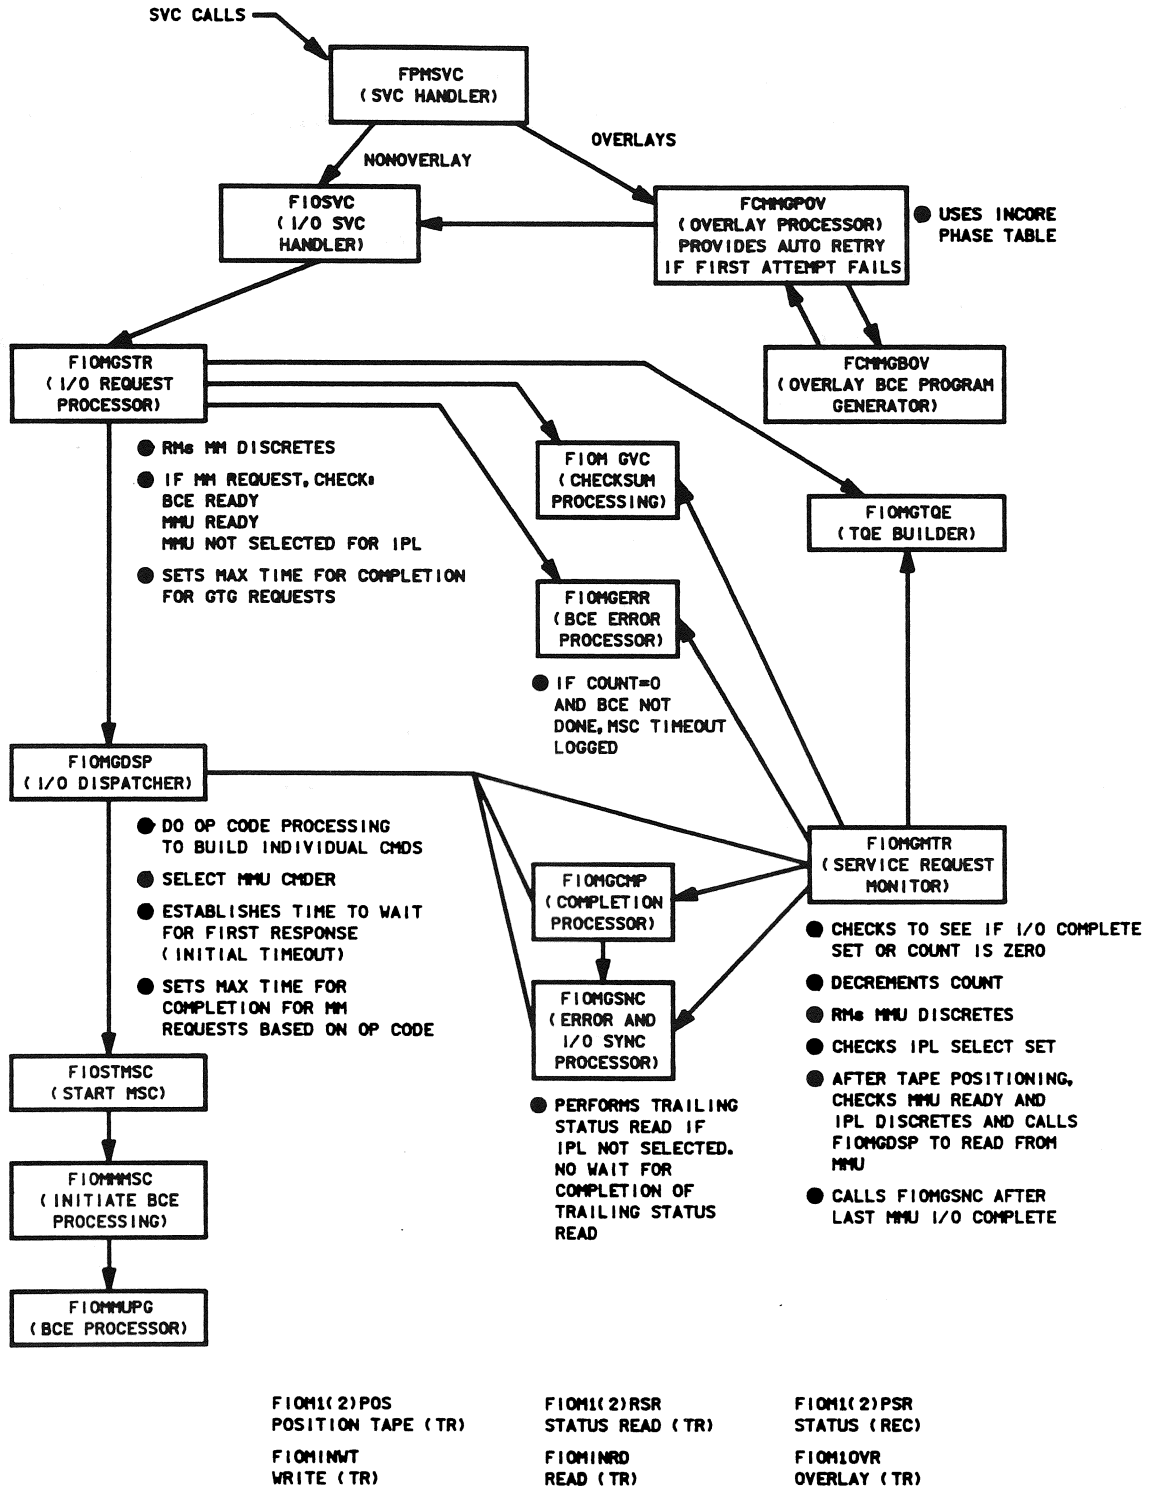 SVC CALLS
FPMSVC
(SVC HANDLER)
OVERLAYS
NONOVERLAY
FIOSVC
(I/O SVC
HANDLER)
FCMMGPOV
(OVERLAY PROCESSOR)
PROVIDES AUTO RETRY
IF FIRST ATTEMPT FAILS
● USES INCORE
PHASE TABLE
FIOMGSTR
(I/O REQUEST
PROCESSOR)
FCMMGBOV
(OVERLAY BCE PROGRAM
GENERATOR)
● RMs MM DISCRETES
● IF MM REQUEST, CHECK:
BCE READY
MMU READY
MMU NOT SELECTED FOR IPL
● SETS MAX TIME FOR COMPLETION
FOR GTG REQUESTS
FIOM GVC
(CHECKSUM
PROCESSING)
FIOMGTQE
(TQE BUILDER)
FIOMGERR
(BCE ERROR
PROCESSOR)
● IF COUNT=0
AND BCE NOT
DONE, MSC TIMEOUT
LOGGED
FIOMGDSP
(I/O DISPATCHER)
● DO OP CODE PROCESSING
TO BUILD INDIVIDUAL CMDS
● SELECT MMU CMDER
● ESTABLISHES TIME TO WAIT
FOR FIRST RESPONSE
(INITIAL TIMEOUT)
● SETS MAX TIME FOR
COMPLETION FOR MM
REQUESTS BASED ON OP CODE
FIOMGMTR
(SERVICE REQUEST
MONITOR)
FIOMGCMP
(COMPLETION
PROCESSOR)
FIOMGSNC
(ERROR AND
I/O SYNC
PROCESSOR)
● CHECKS TO SEE IF I/O COMPLETE
SET OR COUNT IS ZERO
● DECREMENTS COUNT
● RMs MMU DISCRETES
● CHECKS IPL SELECT SET
● AFTER TAPE POSITIONING,
CHECKS MMU READY AND
IPL DISCRETES AND CALLS
FIOMGDSP TO READ FROM
MMU
● CALLS FIOMGSNC AFTER
LAST MMU I/O COMPLETE
● PERFORMS TRAILING
STATUS READ IF
IPL NOT SELECTED.
NO WAIT FOR
COMPLETION OF
TRAILING STATUS
READ
FIOSTMSC
(START MSC)
FIOMMMSC
(INITIATE BCE
PROCESSING)
FIOMMUPG
(BCE PROCESSOR)
FIOM1(2)POS
POSITION TAPE (TR)
FIOM1(2)RSR
STATUS READ (TR)
FIOM1(2)PSR
STATUS (REC)
FIOMINWT
WRITE (TR)
FIOMINRD
READ (TR)
FIOM1OVR
OVERLAY (TR)